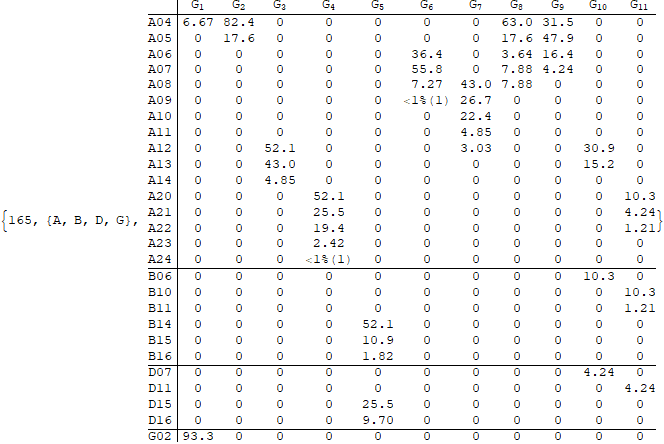 G1 G2 G3 G4 G5 G6 G7 G8 G9 G10 G11
A04 6.67 82.4 0 0 0 0 0 63.0 31.5 0 0
A05 0 17.6 0 0 0 0 0 17.6 47.9 0 0
A06 0 0 0 0 0 36.4 0 3.64 16.4 0 0
A07 0 0 0 0 0 55.8 0 7.88 4.24 0 0
A08 0 0 0 0 0 7.27 43.0 7.88 0 0 0
A09 0 0 0 0 0 <1%(1) 26.7 0 0 0 0
A10 0 0 0 0 0 0 22.4 0 0 0 0
A11 0 0 0 0 0 0 4.85 0 0 0 0
A12 0 0 52.1 0 0 0 3.03 0 0 30.9 0
A13 0 0 43.0 0 0 0 0 0 0 15.2 0
A14 0 0 4.85 0 0 0 0 0 0 0 0
A20 0 0 0 52.1 0 0 0 0 0 0 10.3
A21 0 0 0 25.5 0 0 0 0 0 0 4.24
{165, {A, B, D, G}, A22 0 0 0 19.4 0 0 0 0 0 0 1.21}
A23 0 0 0 2.42 0 0 0 0 0 0 0
A24 0 0 0 <1%(1) 0 0 0 0 0 0 0
B06 0 0 0 0 0 0 0 0 0 10.3 0
B10 0 0 0 0 0 0 0 0 0 0 10.3
B11 0 0 0 0 0 0 0 0 0 0 1.21
B14 0 0 0 0 52.1 0 0 0 0 0 0
B15 0 0 0 0 10.9 0 0 0 0 0 0
B16 0 0 0 0 1.82 0 0 0 0 0 0
D07 0 0 0 0 0 0 0 0 0 4.24 0
D11 0 0 0 0 0 0 0 0 0 0 4.24
D15 0 0 0 0 25.5 0 0 0 0 0 0
D16 0 0 0 0 9.70 0 0 0 0 0 0
G02 93.3 0 0 0 0 0 0 0 0 0 0